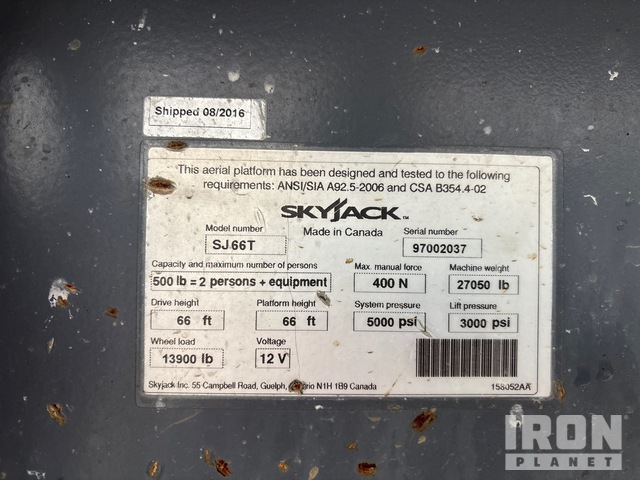 Shipped 08/2016
This aerial platform has been designed and tested to the following
requirements: ANSI/SIA A92.5-2006 and CSA B354.4-02
SKYJACK™
Made in Canada
Model number
SJ66T
Serial number
97002037
Capacity and maximum number of persons
500 lb = 2 persons + equipment
Max. manual force
400 N
Machine weight
27050 lb
Drive height
66 ft
Platform height
66 ft
System pressure
5000 psi
Lift pressure
3000 psi
Wheel load
13900 lb
Voltage
12 V
Skyjack Inc. 55 Campbell Road, Guelph, Ontario N1H 1B9 Canada
158052AA
IRON
PLANET